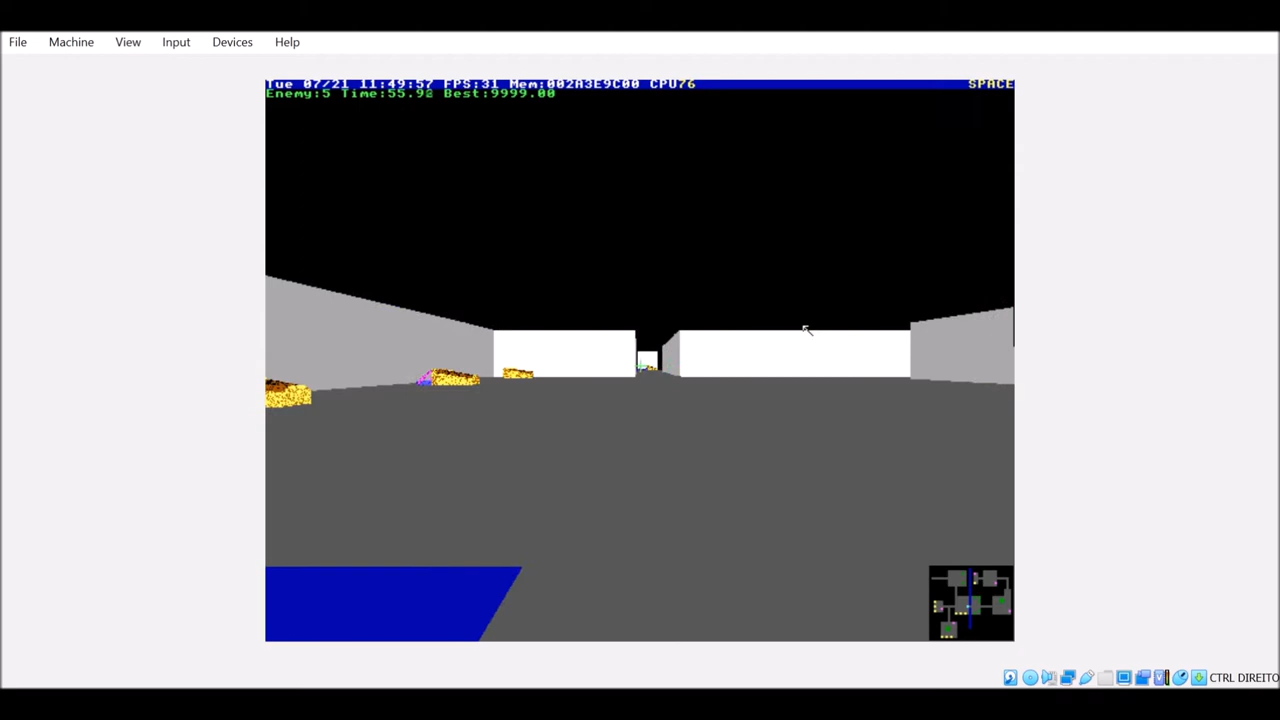 File Machine View Input Devices Help
Tue 07/21 11:49:57 FPS:31 Mem:002A3E9C00 CPU76 SPACE
Enemy:5 Time:55.92 Best:9999.00
CTRL DIREITO